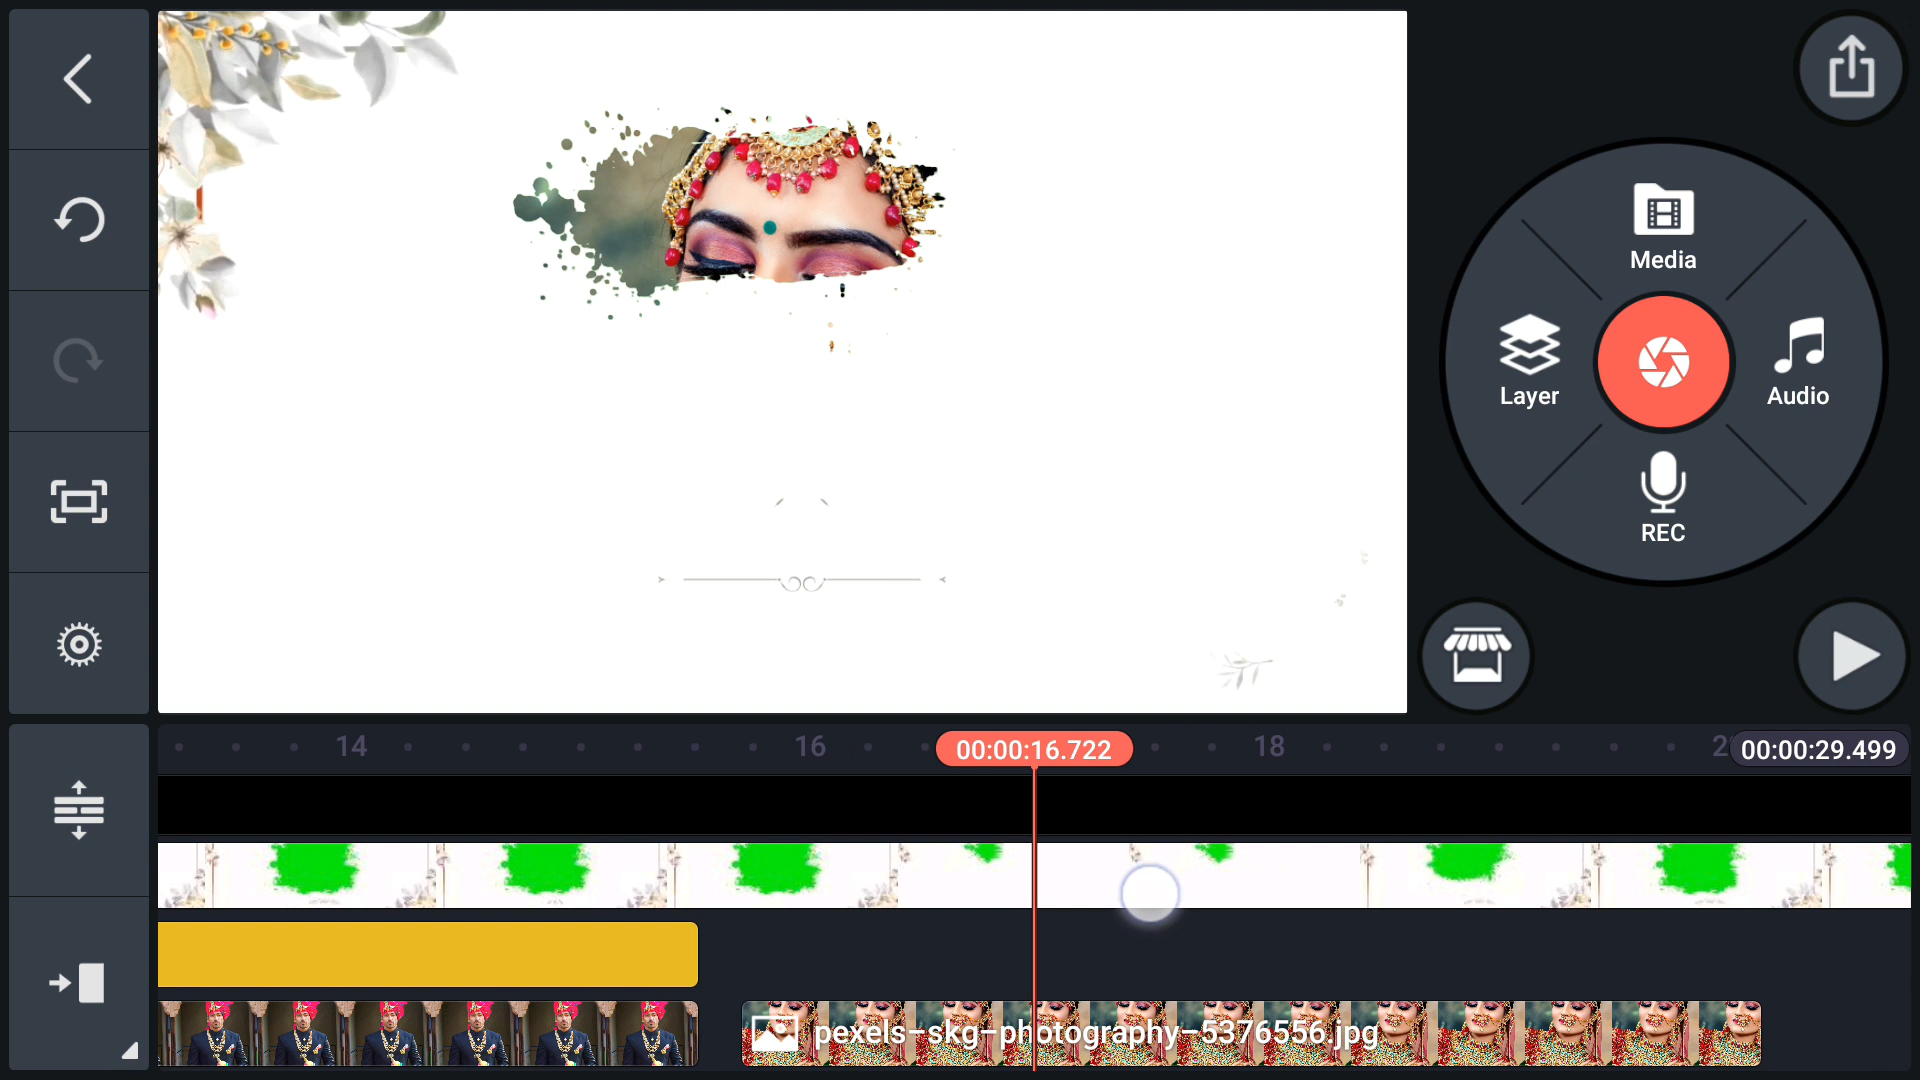 Media
Layer
Audio
REC
14
16
00:00:16.722
18
00:00:29.499
pexels-skg-photography-5376556.jpg